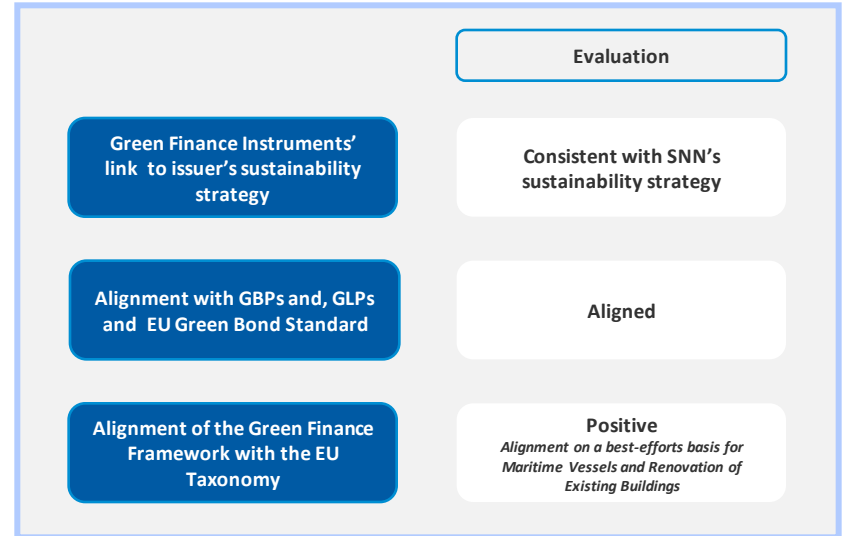 Evaluation
Green Finance Instruments’
link to issuer’s sustainability
strategy
Consistent with SNN’s
sustainability strategy
Alignment with GBPs and, GLPs
and EU Green Bond Standard
Aligned
Alignment of the Green Finance
Framework with the EU
Taxonomy
Positive
Alignment on a best-efforts basis for
Maritime Vessels and Renovation of
Existing Buildings